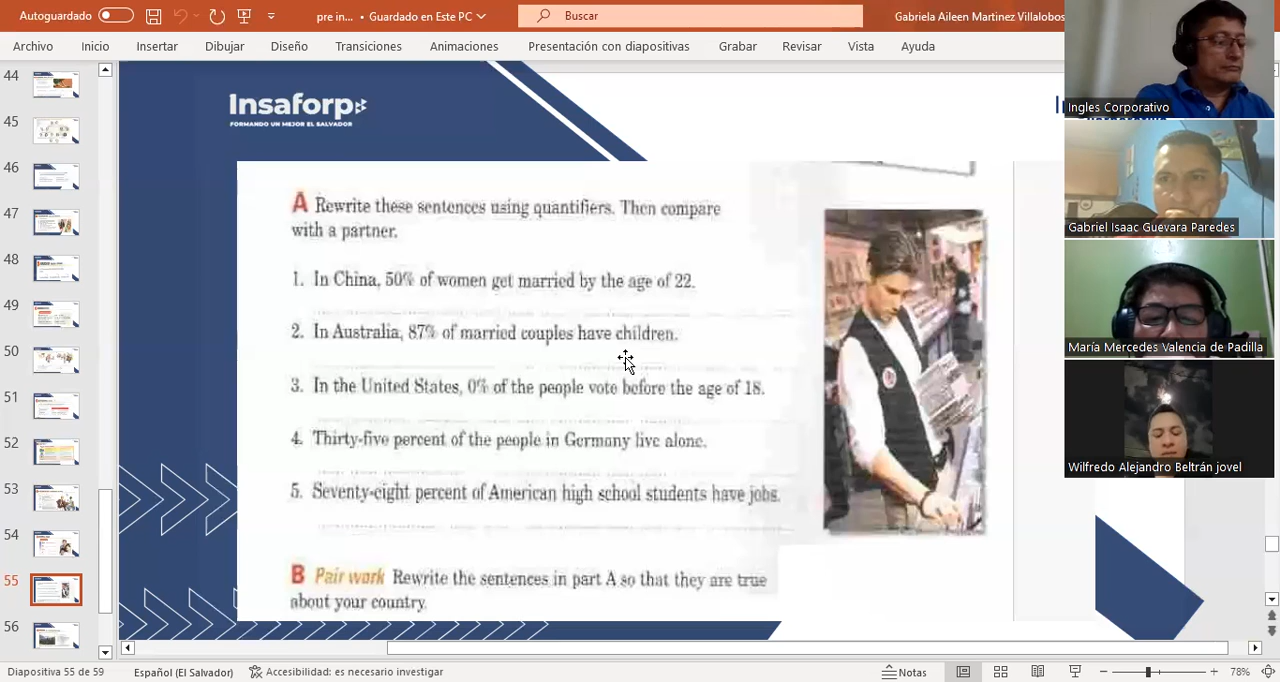 Autoguardado
pre in... • Guardado en Este PC
Buscar
Gabriela Aileen Martinez Villalobos
Archivo Inicio Insertar Dibujar Diseño Transiciones Animaciones Presentación con diapositivas Grabar Revisar Vista Ayuda
44
45
46
47
48
49
50
51
52
53
54
55
56
Insaforp
FORMANDO UN MEJOR EL SALVADOR
A Rewrite these sentences using quantifiers. Then compare
with a partner.
1. In China, 50% of women get married by the age of 22.
2. In Australia, 87% of married couples have children.
3. In the United States, 0% of the people vote before the age of 18.
4. Thirty-five percent of the people in Germany live alone.
5. Seventy-eight percent of American high school students have jobs.
B Pair work Rewrite the sentences in part A so that they are true
about your country.
Ingles Corporativo
Gabriel Isaac Guevara Paredes
María Mercedes Valencia de Padilla
Wilfredo Alejandro Beltrán jovel
Diapositiva 55 de 59
Español (El Salvador)
Accesibilidad: es necesario investigar
Notas
78%